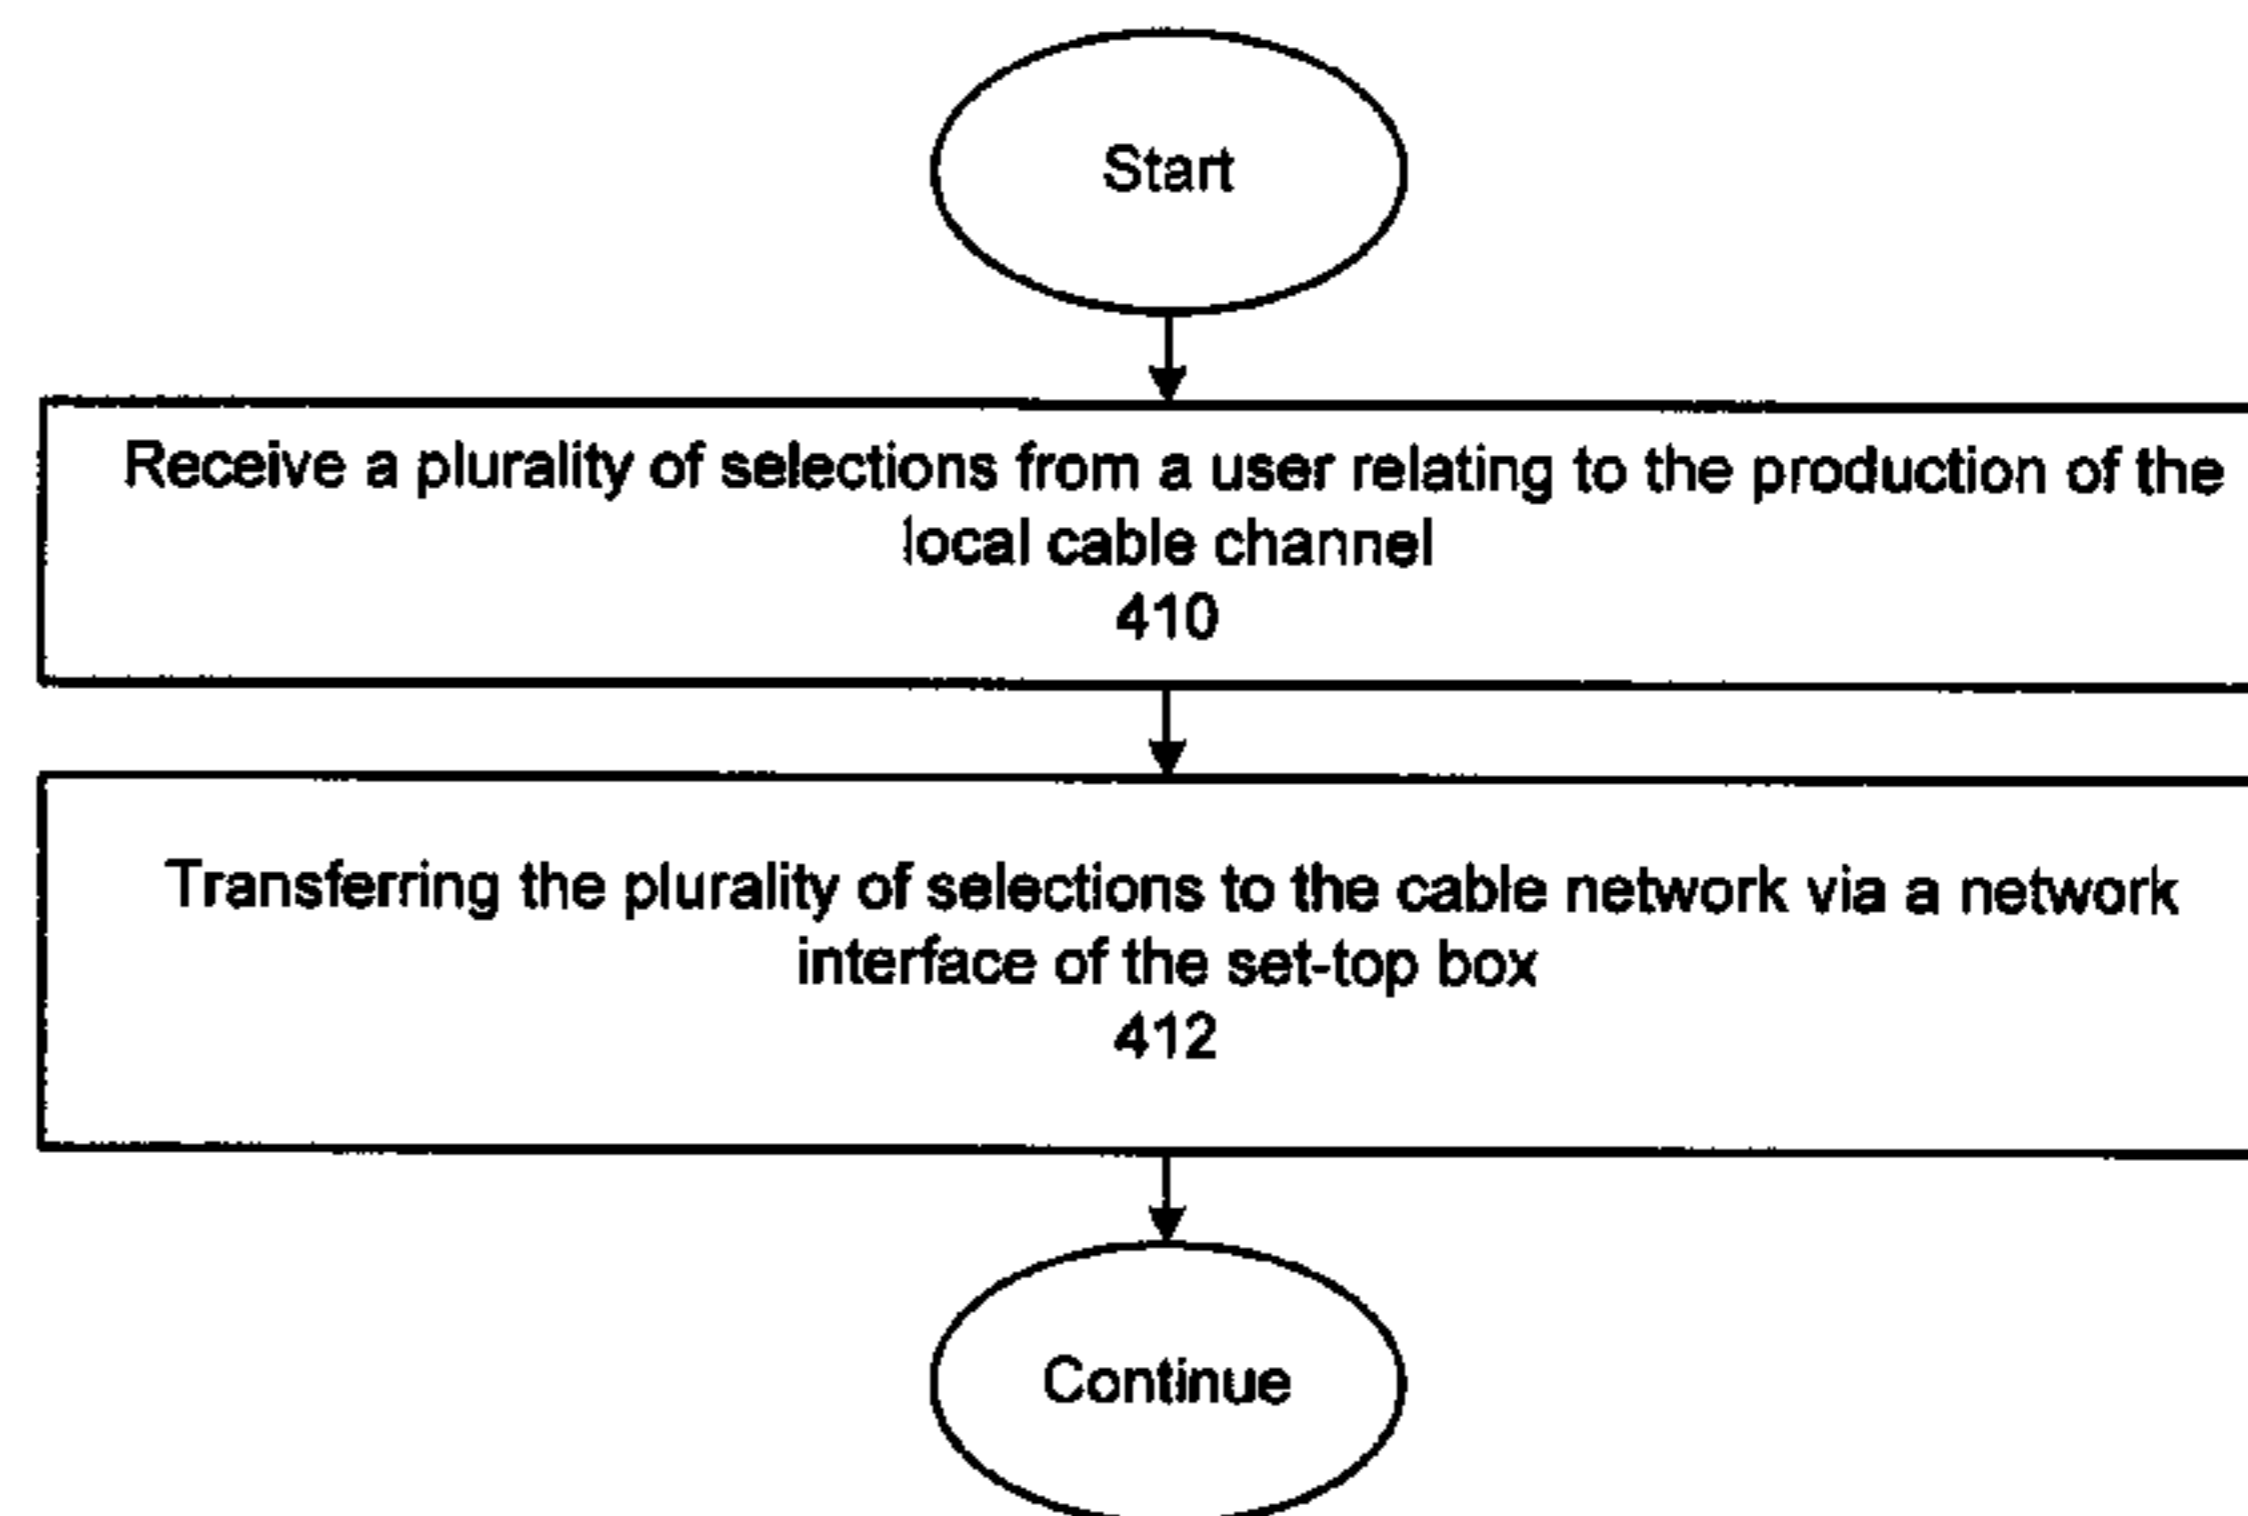 Start
Receive a plurality of selections from a user relating to the production of the
local cable channel
410
Transferring the plurality of selections to the cable network via a network
interface of the set-top box
412
Continue